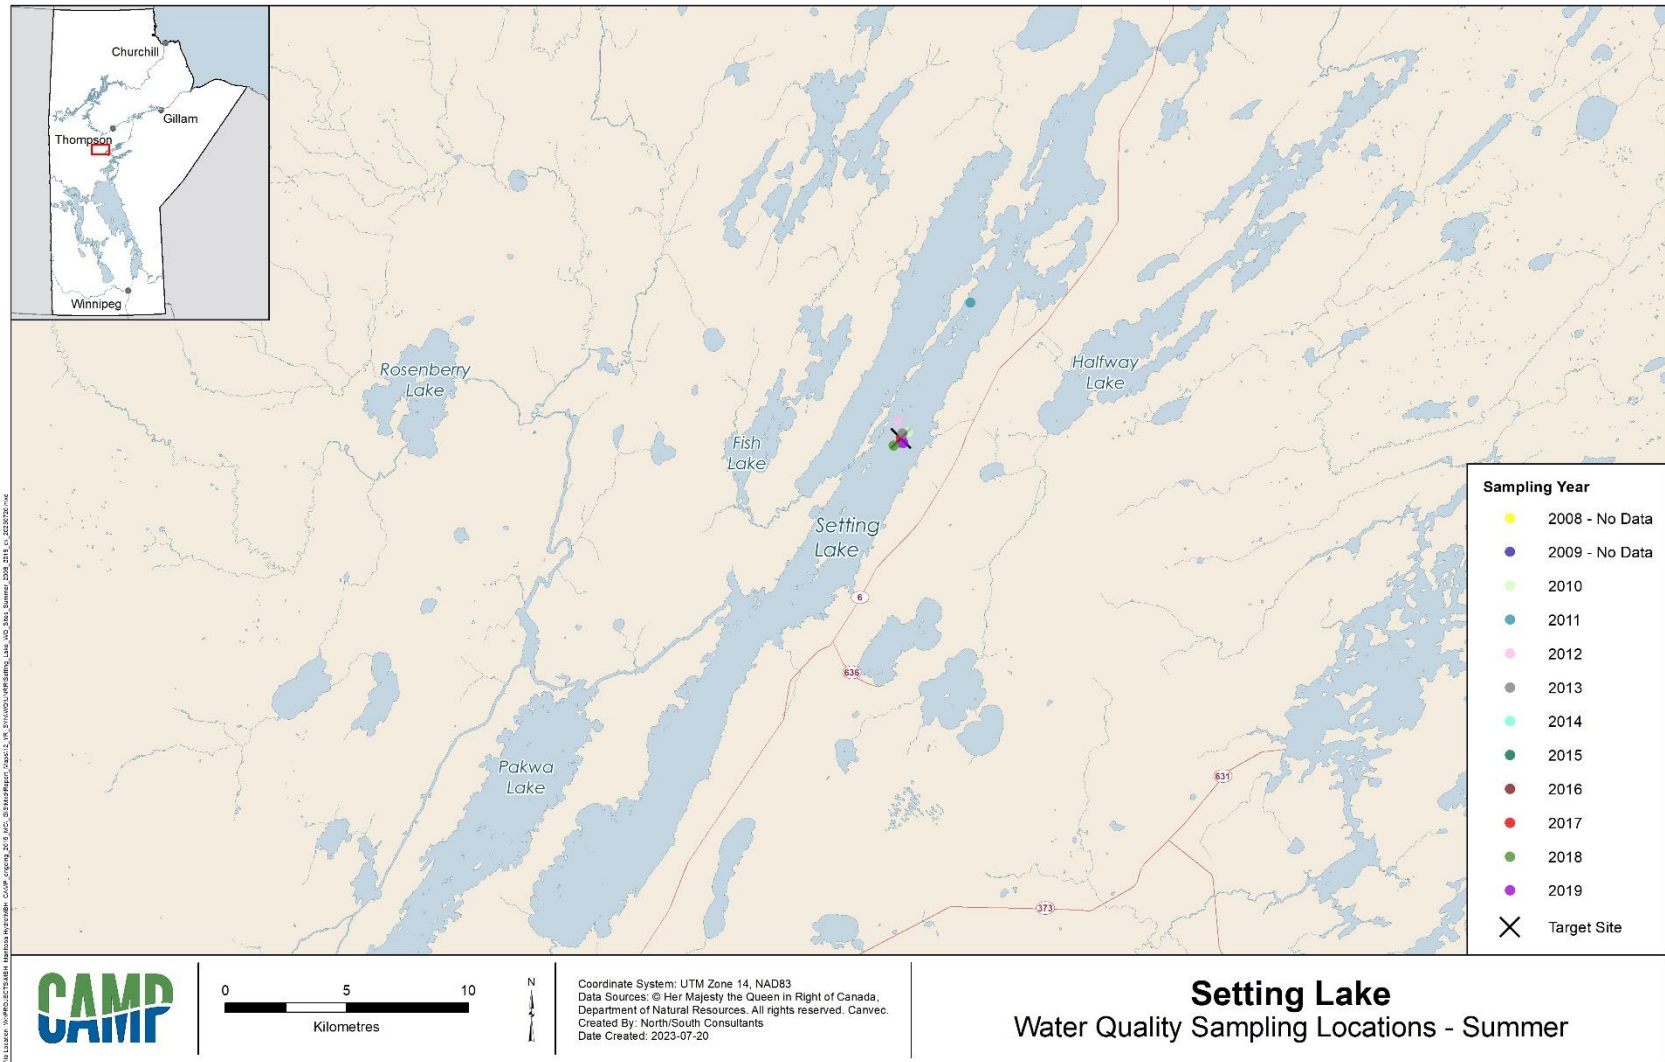 Churchill
Gillam
Thompson
Winnipeg
Rosenberry
Lake
Fish
Lake
Halfway
Lake
Setting
Lake
Pakwa
Lake
6
636
631
373
Sampling Year
2008 - No Data
2009 - No Data
2010
2011
2012
2013
2014
2015
2016
2017
2018
2019
Target Site
CAMP
0 5 10
Kilometres
N
Coordinate System: UTM Zone 14, NAD83
Data Sources: © Her Majesty the Queen in Right of Canada,
Department of Natural Resources. All rights reserved. Canvec.
Created By: North/South Consultants
Date Created: 2023-07-20
Setting Lake
Water Quality Sampling Locations - Summer